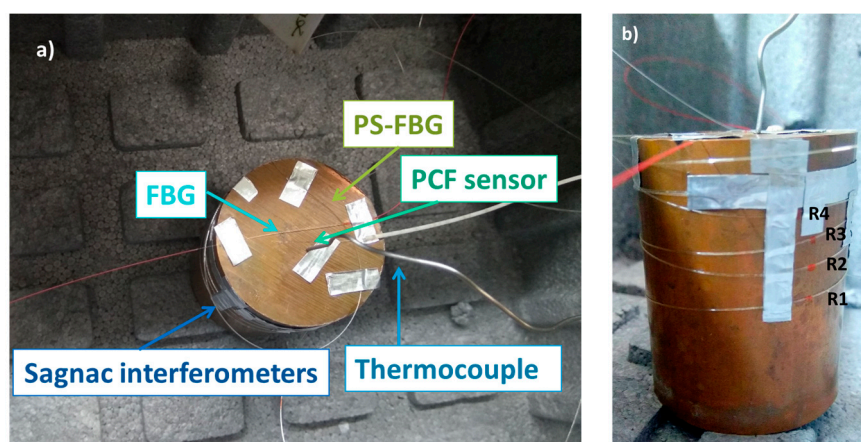 a)
PS-FBG
PCF sensor
FBG
Sagnac interferometers
Thermocouple
b)
R4
R3
R2
R1